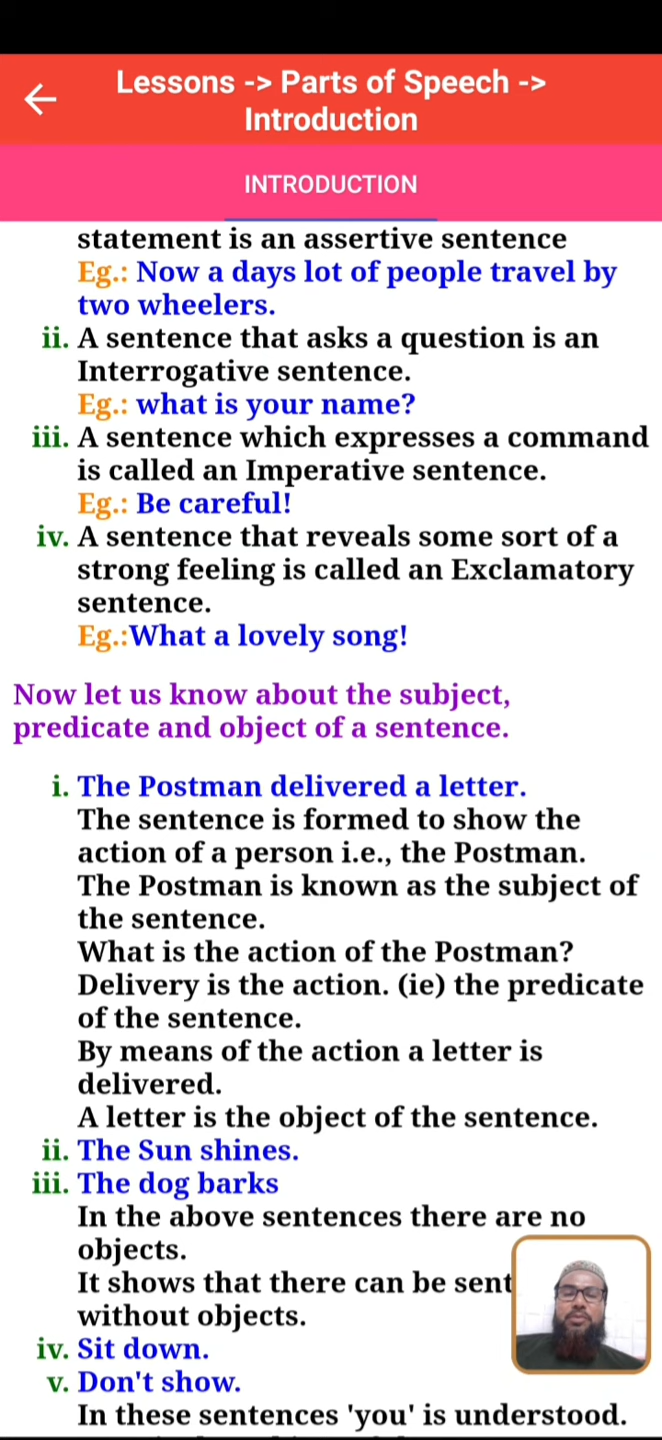 Lessons -> Parts of Speech ->
Introduction
INTRODUCTION
statement is an assertive sentence
Eg.: Now a days lot of people travel by
two wheelers.
ii. A sentence that asks a question is an
Interrogative sentence.
Eg.: what is your name?
iii. A sentence which expresses a command
is called an Imperative sentence.
Eg.: Be careful!
iv. A sentence that reveals some sort of a
strong feeling is called an Exclamatory
sentence.
Eg.:What a lovely song!
Now let us know about the subject,
predicate and object of a sentence.
i. The Postman delivered a letter.
The sentence is formed to show the
action of a person i.e., the Postman.
The Postman is known as the subject of
the sentence.
What is the action of the Postman?
Delivery is the action. (ie) the predicate
of the sentence.
By means of the action a letter is
delivered.
A letter is the object of the sentence.
ii. The Sun shines.
iii. The dog barks
In the above sentences there are no
objects.
It shows that there can be sent
without objects.
iv. Sit down.
v. Don't show.
In these sentences 'you' is understood.